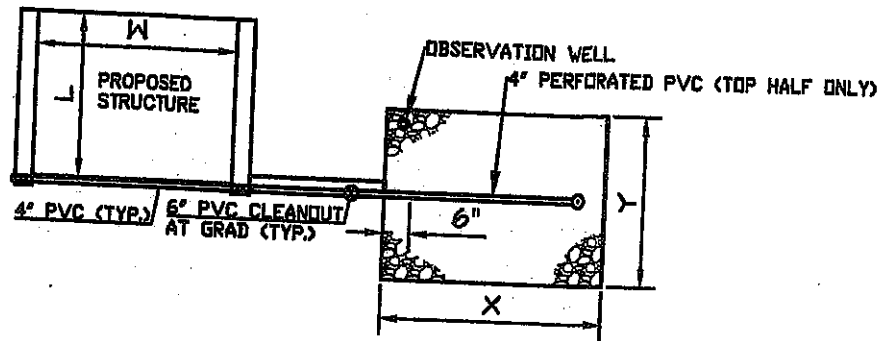 W
OBSERVATION WELL
4" PERFORATED PVC (TOP HALF ONLY)
L
PROPOSED
STRUCTURE
Y
4" PVC (TYP.)
6" PVC CLEANOUT
AT GRAD (TYP.)
6"
X